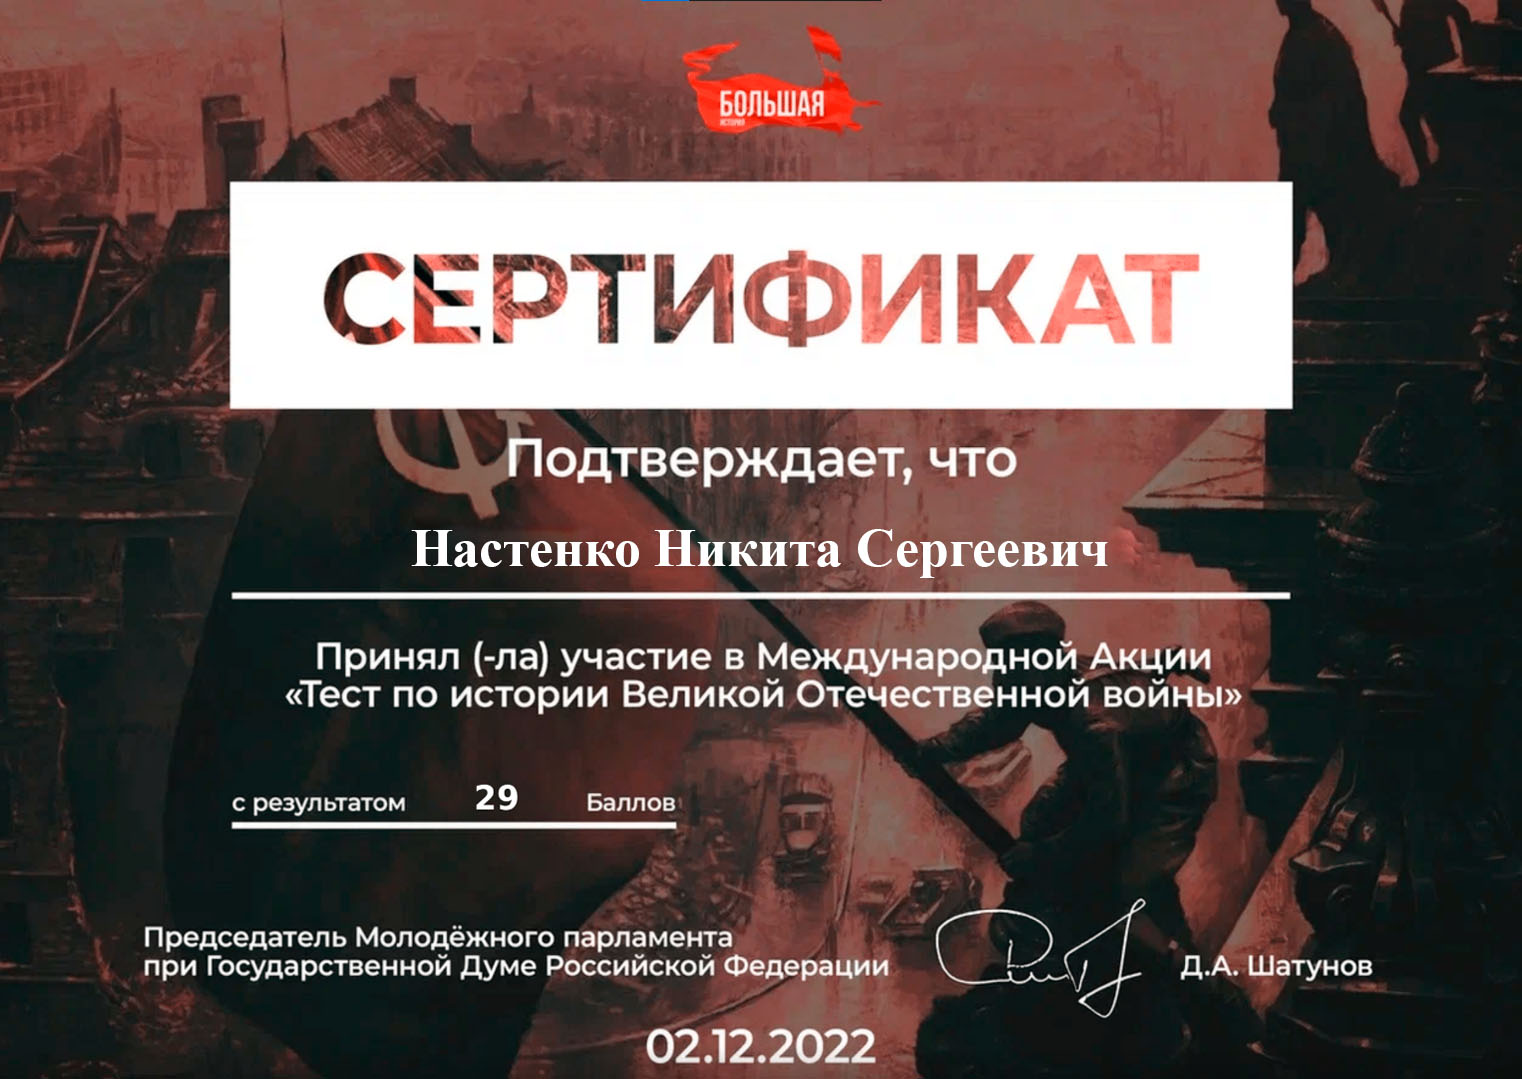 БОЛЬШАЯ
ИСТОРИЯ
СЕРТИФИКАТ
Подтверждает, что
Настенко Никита Сергеевич
Принял (-ла) участие в Международной Акции
«Тест по истории Великой Отечественной войны»
с результатом 29 Баллов
Председатель Молодёжного парламента
при Государственной Думе Российской Федерации
Д.А. Шатунов
02.12.2022